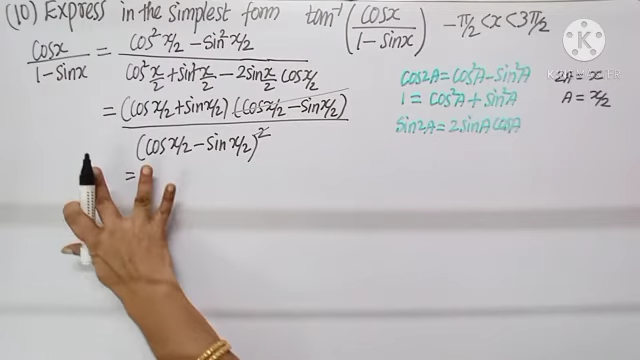 (10) Express in the simplest form tan⁻¹(cosx/(1-sinx)) -π/2<x<3π/2
cosx/(1-sinx) = (cos²x/2 - sin²x/2)/(cos²x/2 + sin²x/2 - 2sinx/2 cosx/2)
= (cosx/2 + sinx/2).(cosx/2 - sinx/2)/(cosx/2 - sinx/2)²
=
cos2A = cos²A - sin²A
1 = cos²A + sin²A
sin2A = 2sinA cosA
2A = x
A = x/2
KINEMASTER